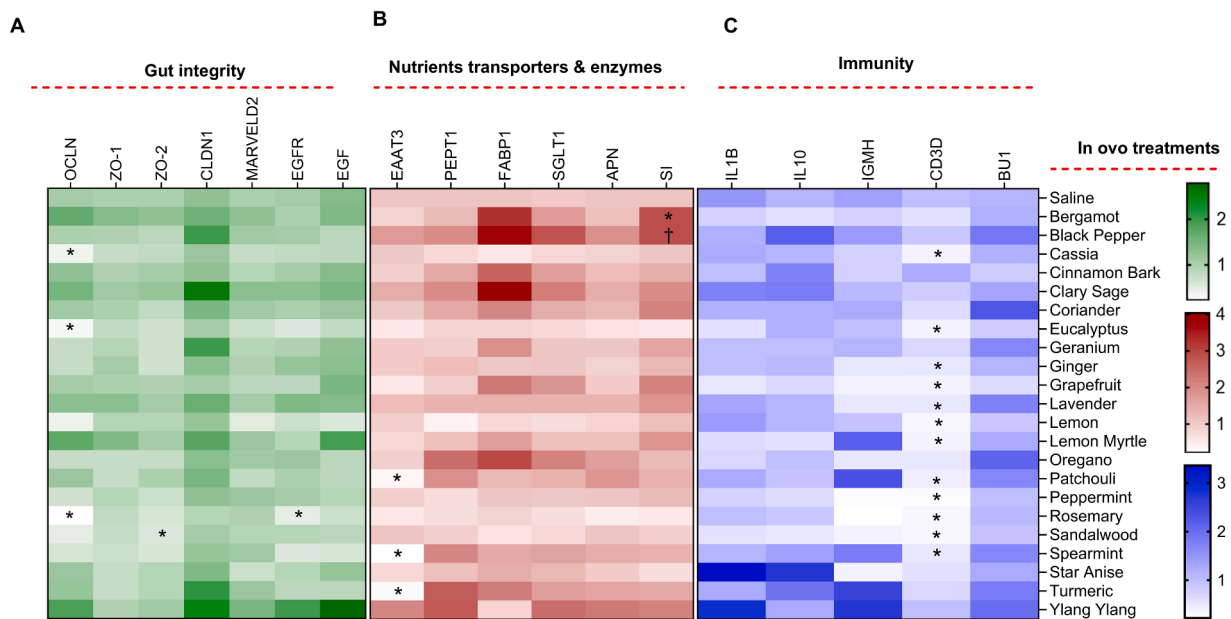 A
B
C
Gut integrity
Nutrients transporters & enzymes
Immunity
In ovo treatments
OCLN
ZO-1
ZO-2
CLDN1
MARVELD2
EGFR
EGF
EAAT3
PEPT1
FABP1
SGLT1
APN
SI
IL1B
IL10
IGMH
CD3D
BU1
Saline
Bergamot
*
Black Pepper
†
Cassia
* *
Cinnamon Bark
Clary Sage
Coriander
Eucalyptus
* *
Geranium
Ginger
*
Grapefruit
*
Lavender
*
Lemon
*
Lemon Myrtle
*
Oregano
Patchouli
* *
Peppermint
*
Rosemary
* * *
Sandalwood
* *
Spearmint
* *
Star Anise
Turmeric
*
Ylang Ylang
2
1
4
3
2
1
3
2
1